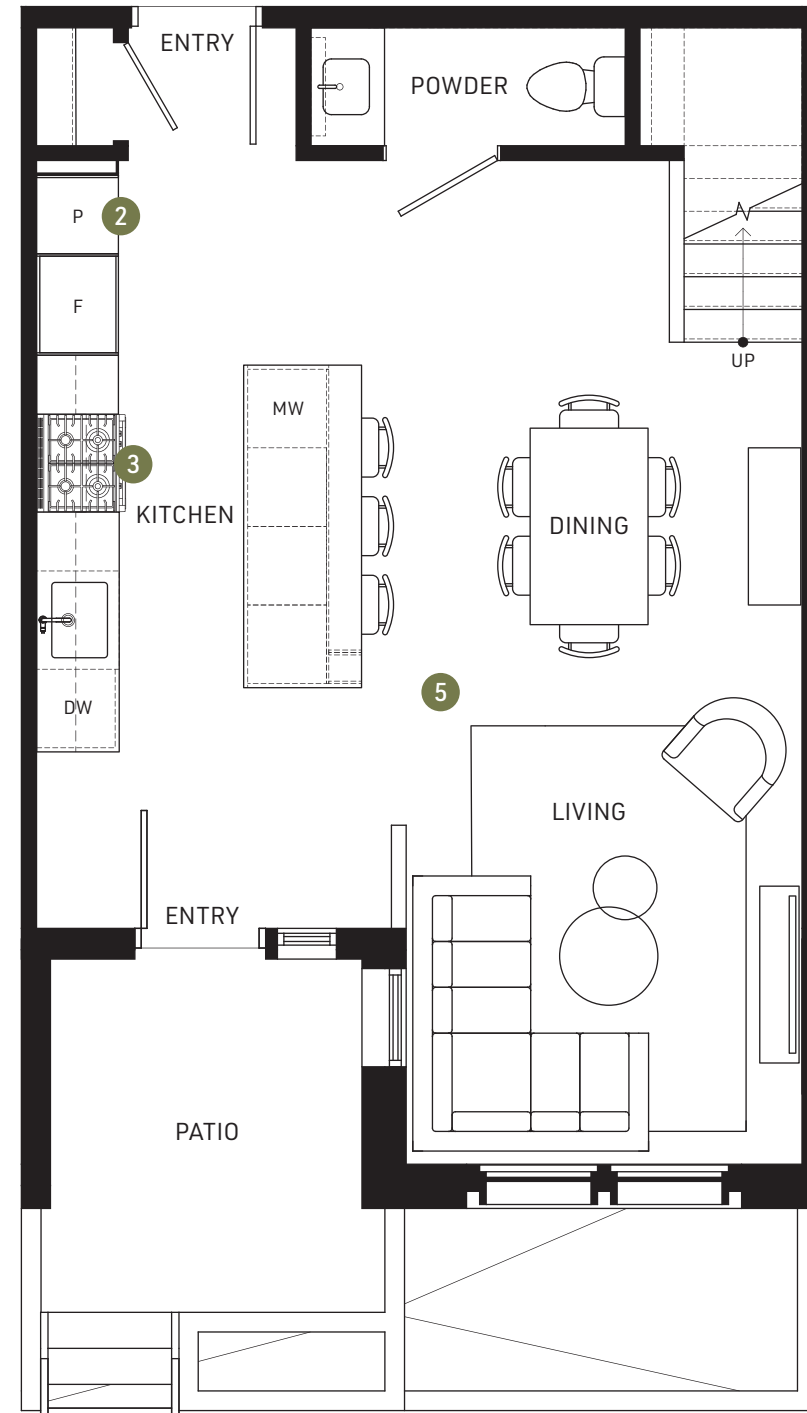 ENTRY
POWDER
P
2
F
UP
MW
3
KITCHEN
DINING
5
DW
LIVING
ENTRY
PATIO